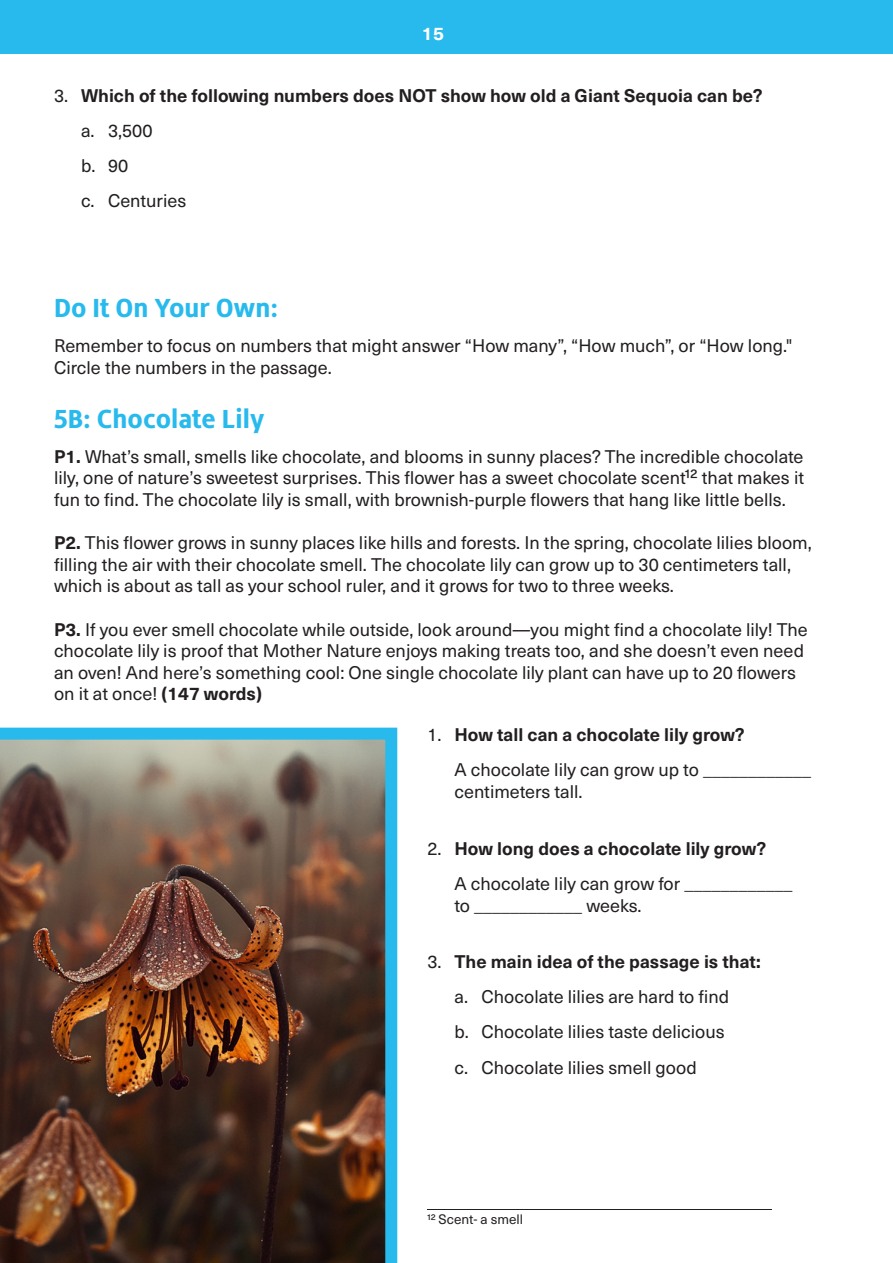 15
3. Which of the following numbers does NOT show how old a Giant Sequoia can be?
a. 3,500
b. 90
c. Centuries
Do It On Your Own:
Remember to focus on numbers that might answer “How many”, “How much”, or “How long."
Circle the numbers in the passage.
5B: Chocolate Lily
P1. What’s small, smells like chocolate, and blooms in sunny places? The incredible chocolate
lily, one of nature’s sweetest surprises. This flower has a sweet chocolate scent¹² that makes it
fun to find. The chocolate lily is small, with brownish-purple flowers that hang like little bells.
P2. This flower grows in sunny places like hills and forests. In the spring, chocolate lilies bloom,
filling the air with their chocolate smell. The chocolate lily can grow up to 30 centimeters tall,
which is about as tall as your school ruler, and it grows for two to three weeks.
P3. If you ever smell chocolate while outside, look around—you might find a chocolate lily! The
chocolate lily is proof that Mother Nature enjoys making treats too, and she doesn’t even need
an oven! And here’s something cool: One single chocolate lily plant can have up to 20 flowers
on it at once! (147 words)
1. How tall can a chocolate lily grow?
A chocolate lily can grow up to ____________
centimeters tall.
2. How long does a chocolate lily grow?
A chocolate lily can grow for ____________
to ____________ weeks.
3. The main idea of the passage is that:
a. Chocolate lilies are hard to find
b. Chocolate lilies taste delicious
c. Chocolate lilies smell good
¹² Scent- a smell